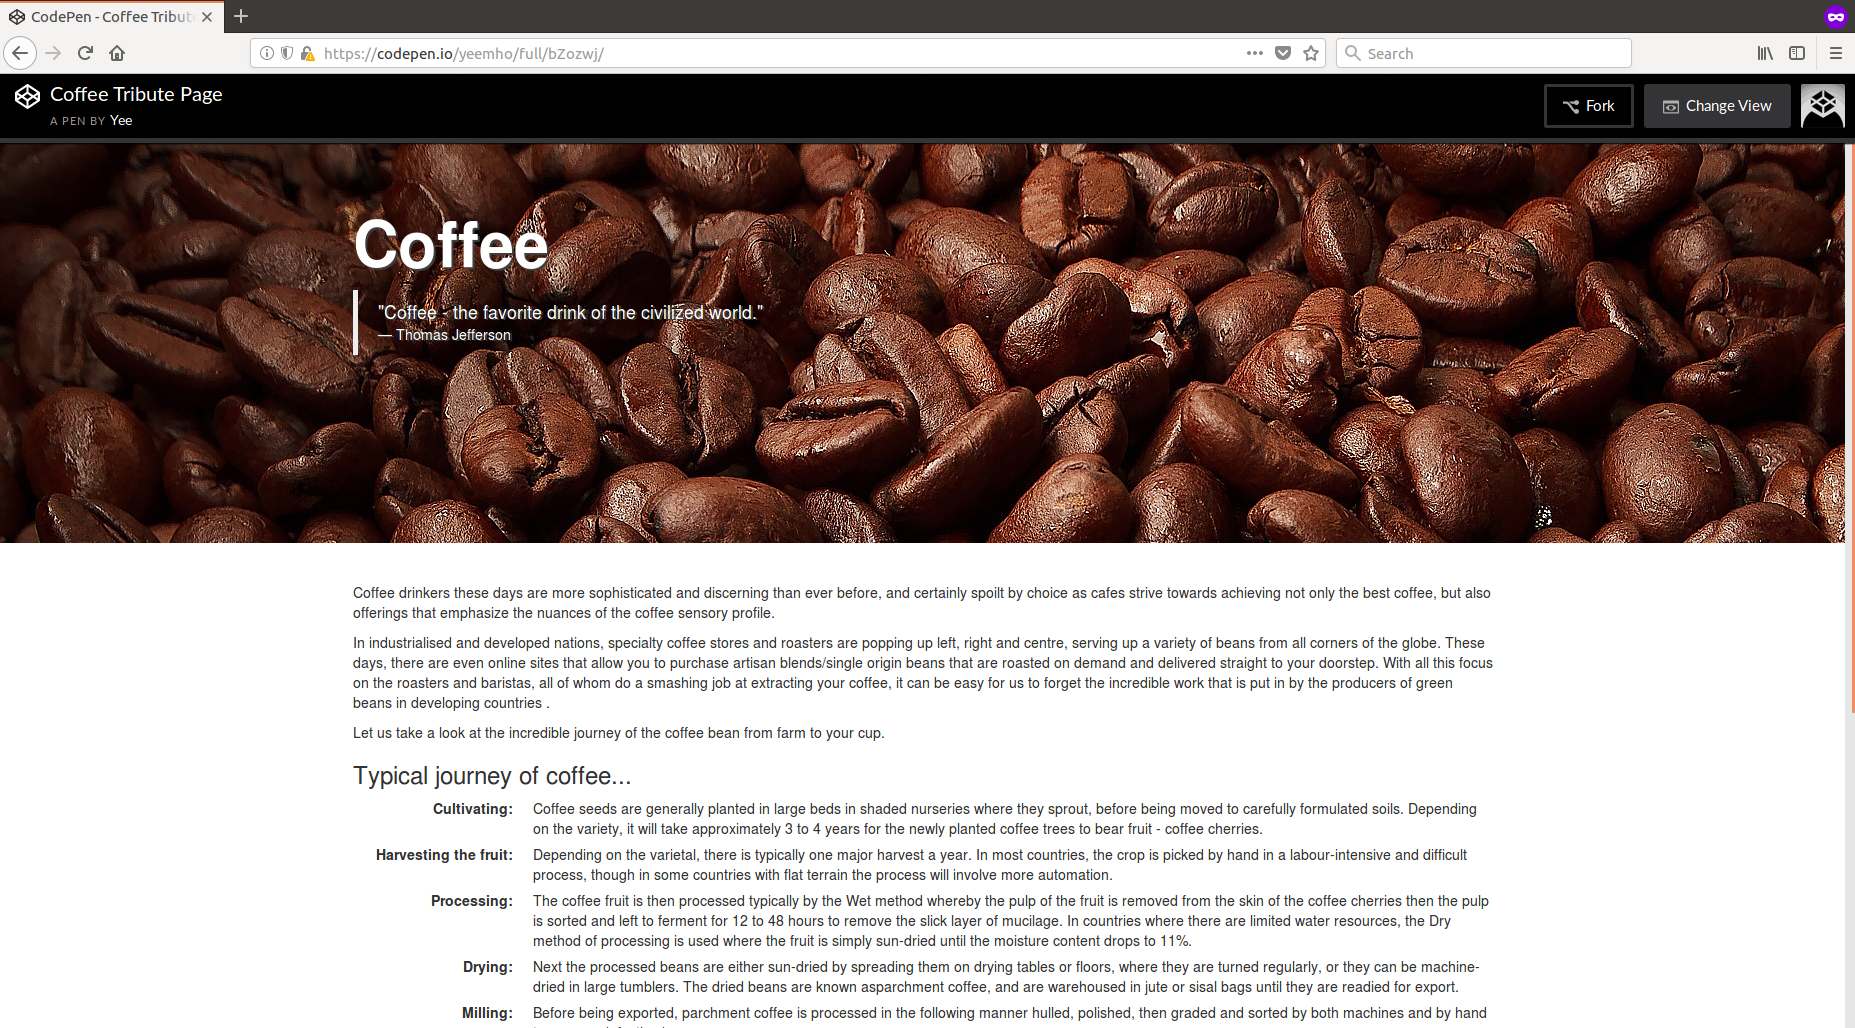 CodePen - Coffee Tribut
https://codepen.io/yeemho/full/bZozwj/
Search
Coffee Tribute Page
A PEN BY Yee
Fork
Change View
Coffee
"Coffee - the favorite drink of the civilized world."
— Thomas Jefferson
Coffee drinkers these days are more sophisticated and discerning than ever before, and certainly spoilt by choice as cafes strive towards achieving not only the best coffee, but also
offerings that emphasize the nuances of the coffee sensory profile.
In industrialised and developed nations, specialty coffee stores and roasters are popping up left, right and centre, serving up a variety of beans from all corners of the globe. These
days, there are even online sites that allow you to purchase artisan blends/single origin beans that are roasted on demand and delivered straight to your doorstep. With all this focus
on the roasters and baristas, all of whom do a smashing job at extracting your coffee, it can be easy for us to forget the incredible work that is put in by the producers of green
beans in developing countries .
Let us take a look at the incredible journey of the coffee bean from farm to your cup.
Typical journey of coffee...
Cultivating: Coffee seeds are generally planted in large beds in shaded nurseries where they sprout, before being moved to carefully formulated soils. Depending
on the variety, it will take approximately 3 to 4 years for the newly planted coffee trees to bear fruit - coffee cherries.
Harvesting the fruit: Depending on the varietal, there is typically one major harvest a year. In most countries, the crop is picked by hand in a labour-intensive and difficult
process, though in some countries with flat terrain the process will involve more automation.
Processing: The coffee fruit is then processed typically by the Wet method whereby the pulp of the fruit is removed from the skin of the coffee cherries then the pulp
is sorted and left to ferment for 12 to 48 hours to remove the slick layer of mucilage. In countries where there are limited water resources, the Dry
method of processing is used where the fruit is simply sun-dried until the moisture content drops to 11%.
Drying: Next the processed beans are either sun-dried by spreading them on drying tables or floors, where they are turned regularly, or they can be machine-
dried in large tumblers. The dried beans are known asparchment coffee, and are warehoused in jute or sisal bags until they are readied for export.
Milling: Before being exported, parchment coffee is processed in the following manner hulled, polished, then graded and sorted by both machines and by hand